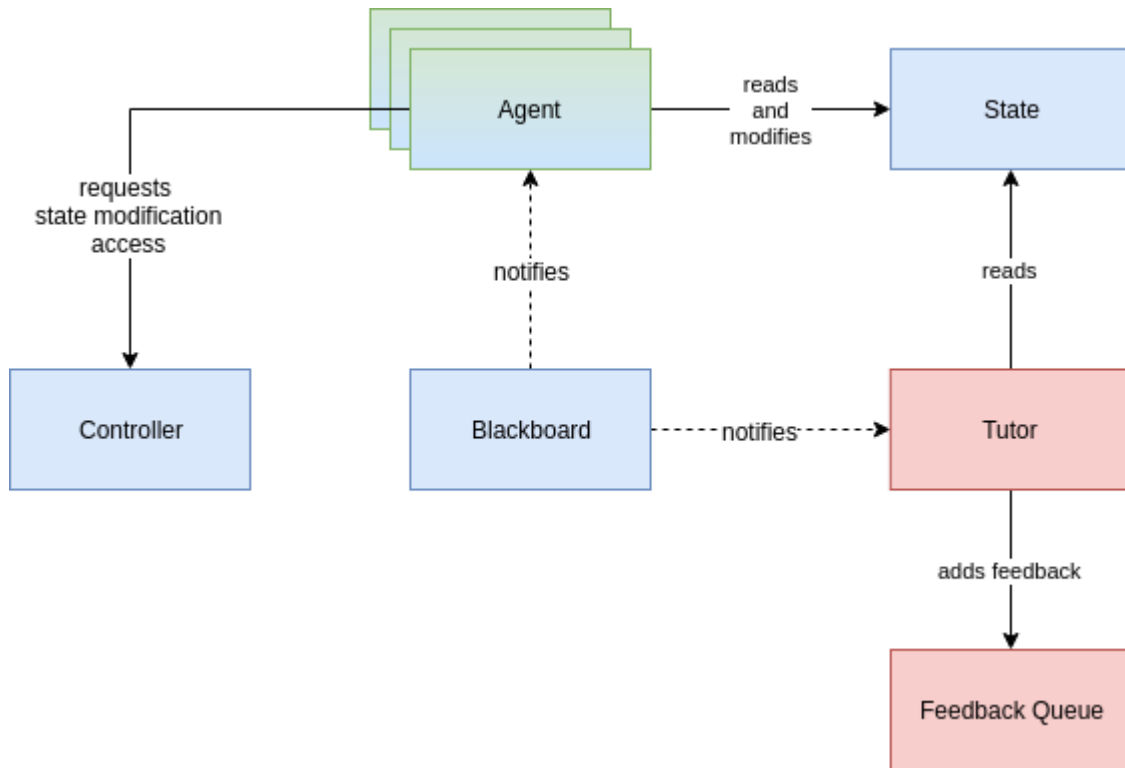 Agent
reads
and
modifies
State
requests
state modification
access
notifies
reads
Controller
Blackboard
notifies
Tutor
adds feedback
Feedback Queue